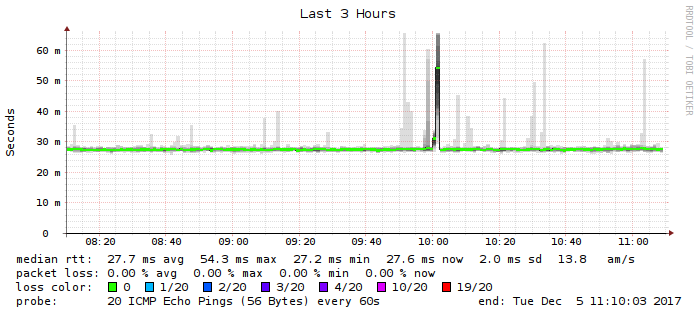 Last 3 Hours
RRDTOOL / TOBI OETIKER
Seconds
60 m
50 m
40 m
30 m
20 m
10 m
0
08:20 08:40 09:00 09:20 09:40 10:00 10:20 10:40 11:00
median rtt: 27.7 ms avg 54.3 ms max 27.2 ms min 27.6 ms now 2.0 ms sd 13.8 am/s
packet loss: 0.00 % avg 0.00 % max 0.00 % min 0.00 % now
loss color: 0 1/20 2/20 3/20 4/20 10/20 19/20
probe: 20 ICMP Echo Pings (56 Bytes) every 60s end: Tue Dec 5 11:10:03 2017